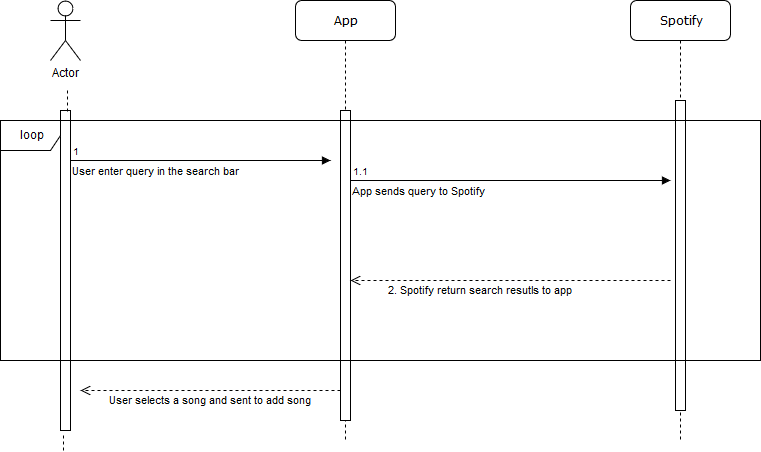 App
Spotify
Actor
loop
1
User enter query in the search bar
1.1
App sends query to Spotify
2. Spotify return search resutls to app
User selects a song and sent to add song